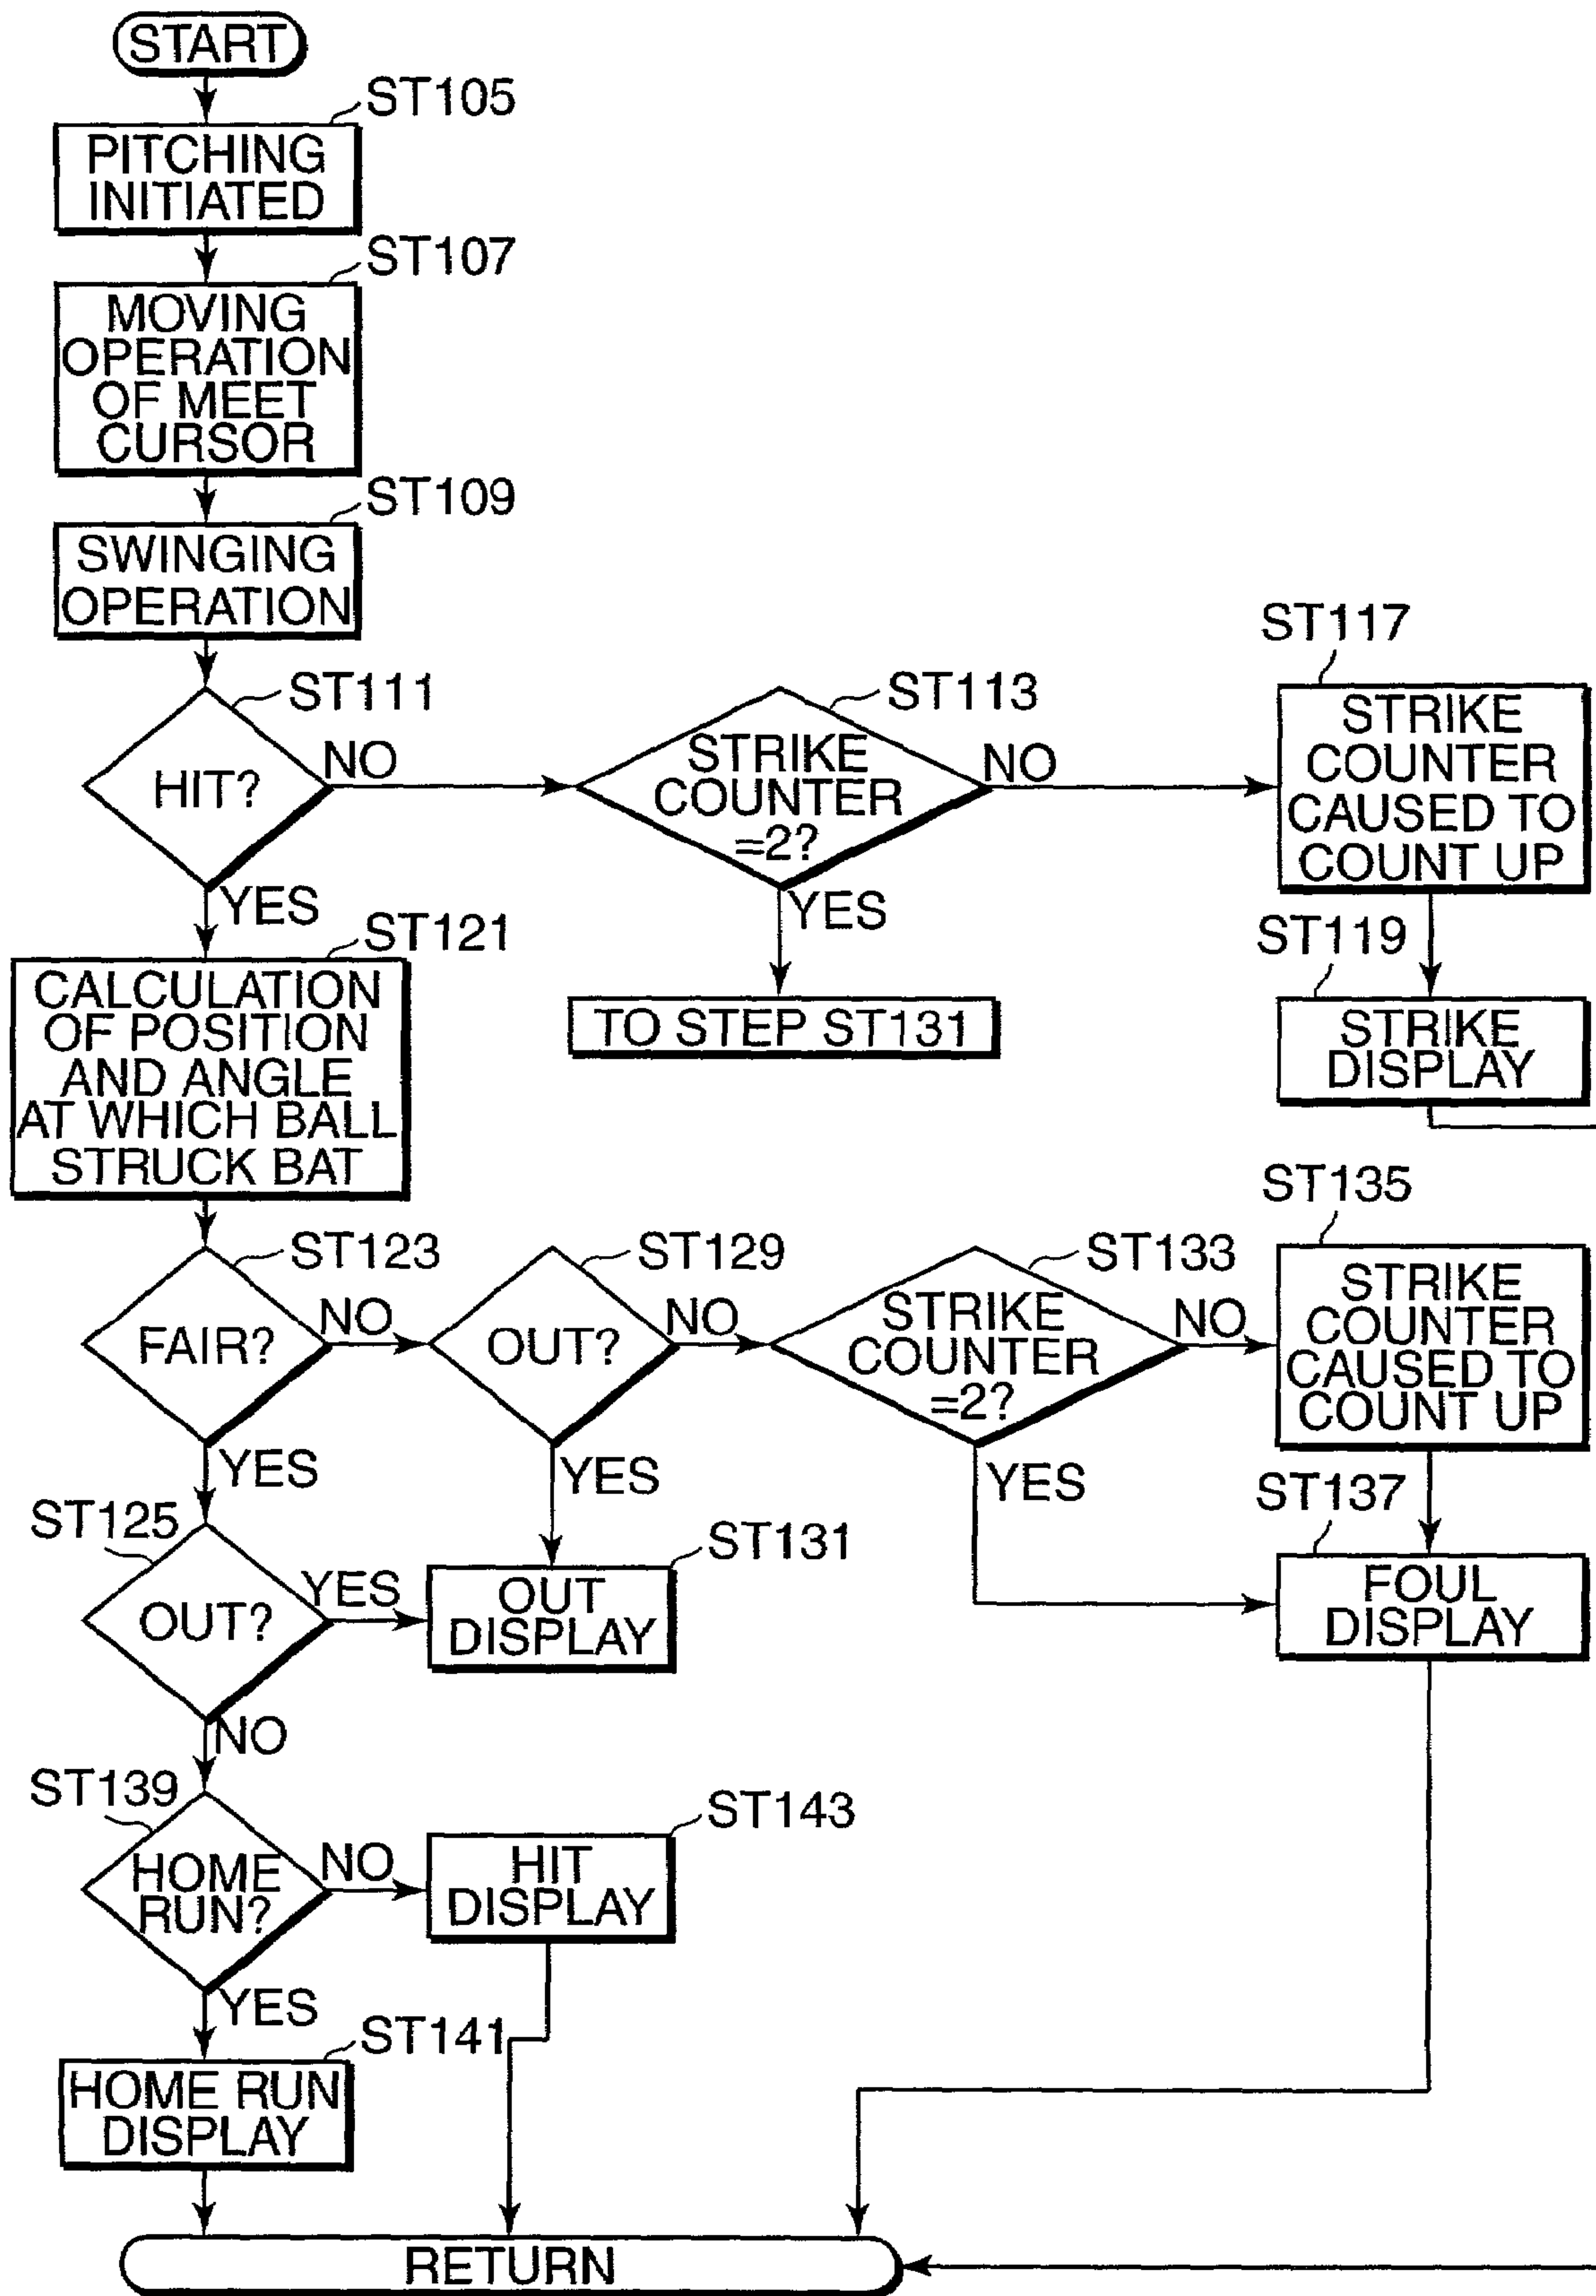 START
ST105
PITCHING
INITIATED
ST107
MOVING
OPERATION
OF MEET
CURSOR
ST109
SWINGING
OPERATION
ST111
HIT?
NO
YES
ST113
STRIKE
COUNTER
=2?
NO
YES
TO STEP ST131
ST117
STRIKE
COUNTER
CAUSED TO
COUNT UP
ST119
STRIKE
DISPLAY
ST121
CALCULATION
OF POSITION
AND ANGLE
AT WHICH BALL
STRUCK BAT
ST123
FAIR?
NO
YES
ST129
OUT?
NO
YES
ST133
STRIKE
COUNTER
=2?
NO
YES
ST135
STRIKE
COUNTER
CAUSED TO
COUNT UP
ST137
FOUL
DISPLAY
ST125
OUT?
YES
NO
ST131
OUT
DISPLAY
ST139
HOME
RUN?
NO
YES
ST143
HIT
DISPLAY
ST141
HOME RUN
DISPLAY
RETURN